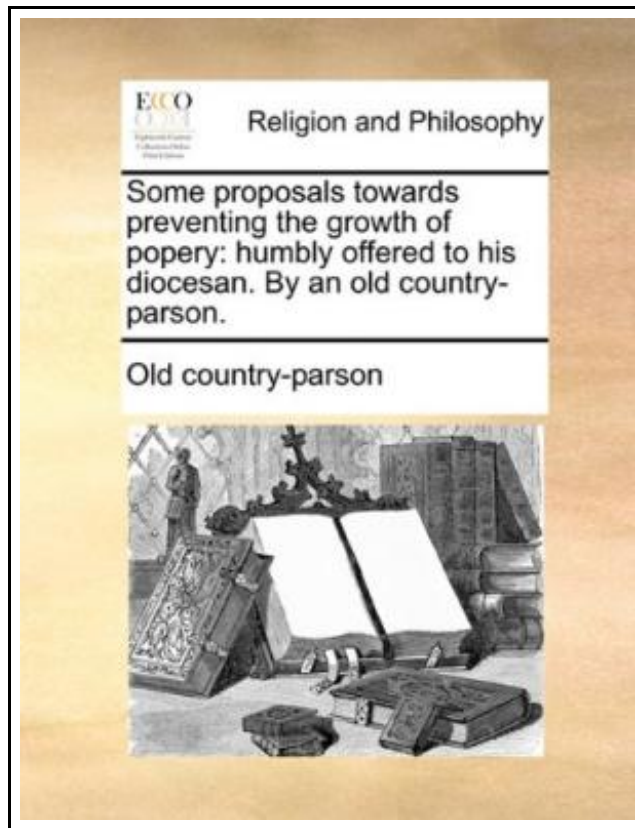 ECCO
Religion and Philosophy
Some proposals towards
preventing the growth of
popery: humbly offered to his
diocesan. By an old country-
parson.
Old country-parson